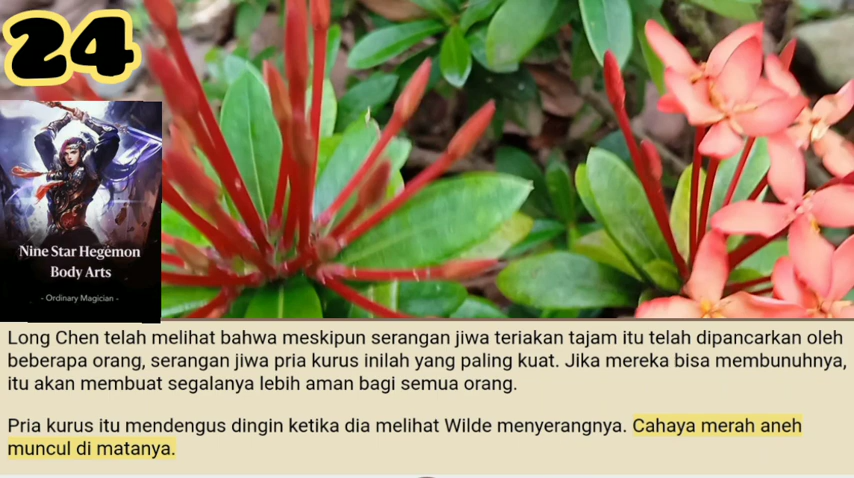 24
Nine Star Hegemon
Body Arts
- Ordinary Magician -
Long Chen telah melihat bahwa meskipun serangan jiwa teriakan tajam itu telah dipancarkan oleh
beberapa orang, serangan jiwa pria kurus inilah yang paling kuat. Jika mereka bisa membunuhnya,
itu akan membuat segalanya lebih aman bagi semua orang.
Pria kurus itu mendengus dingin ketika dia melihat Wilde menyerangnya. Cahaya merah aneh
muncul di matanya.